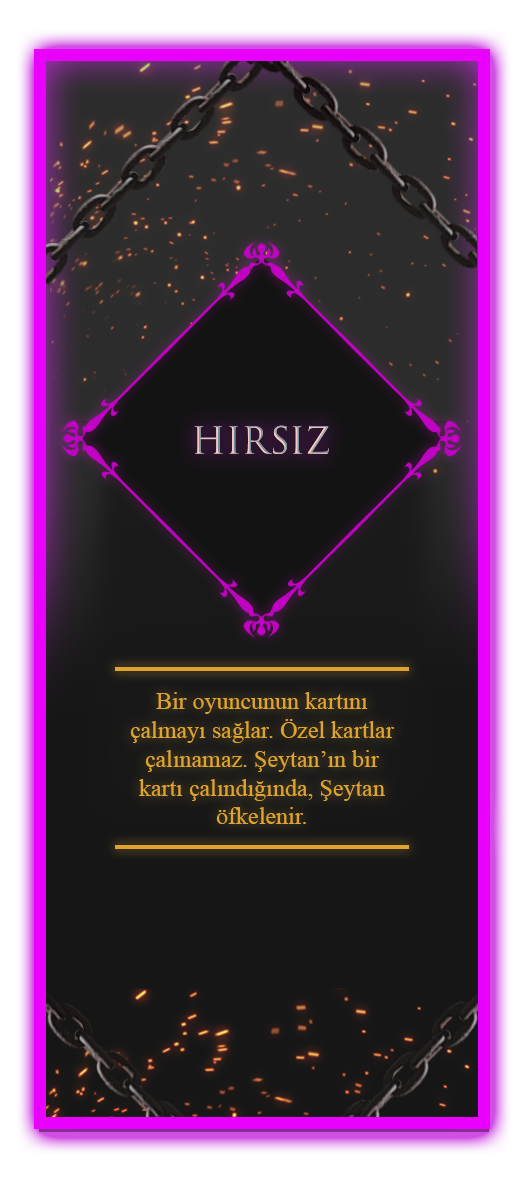 HIRSIZ
Bir oyuncunun kartını
çalmayı sağlar. Özel kartlar
çalınamaz. Şeytan’ın bir
kartı çalındığında, Şeytan
öfkelenir.